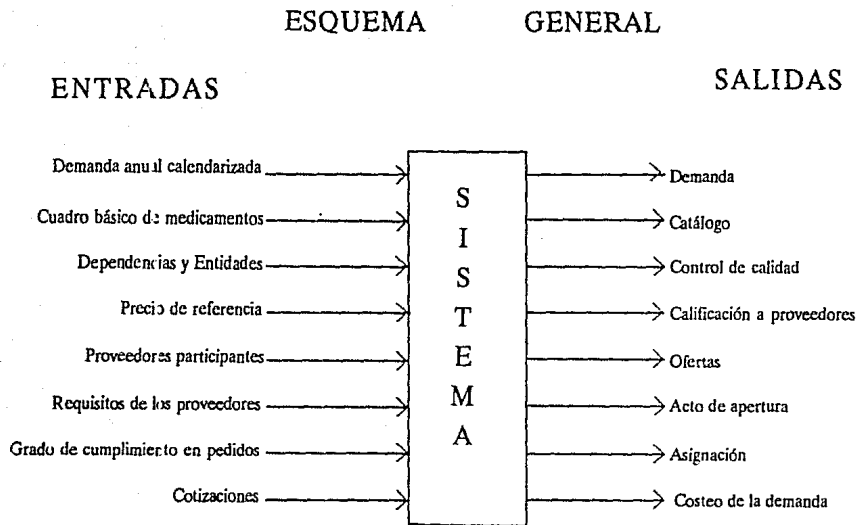 ESQUEMA GENERAL
ENTRADAS
SALIDAS
Demanda anual calendarizada
Cuadro básico de medicamentos
Dependencias y Entidades
Precio de referencia
Proveedores participantes
Requisitos de los proveedores
Grado de cumplimiento en pedidos
Cotizaciones
S
I
S
T
E
M
A
Demanda
Catálogo
Control de calidad
Calificación a proveedores
Ofertas
Acto de apertura
Asignación
Costeo de la demanda